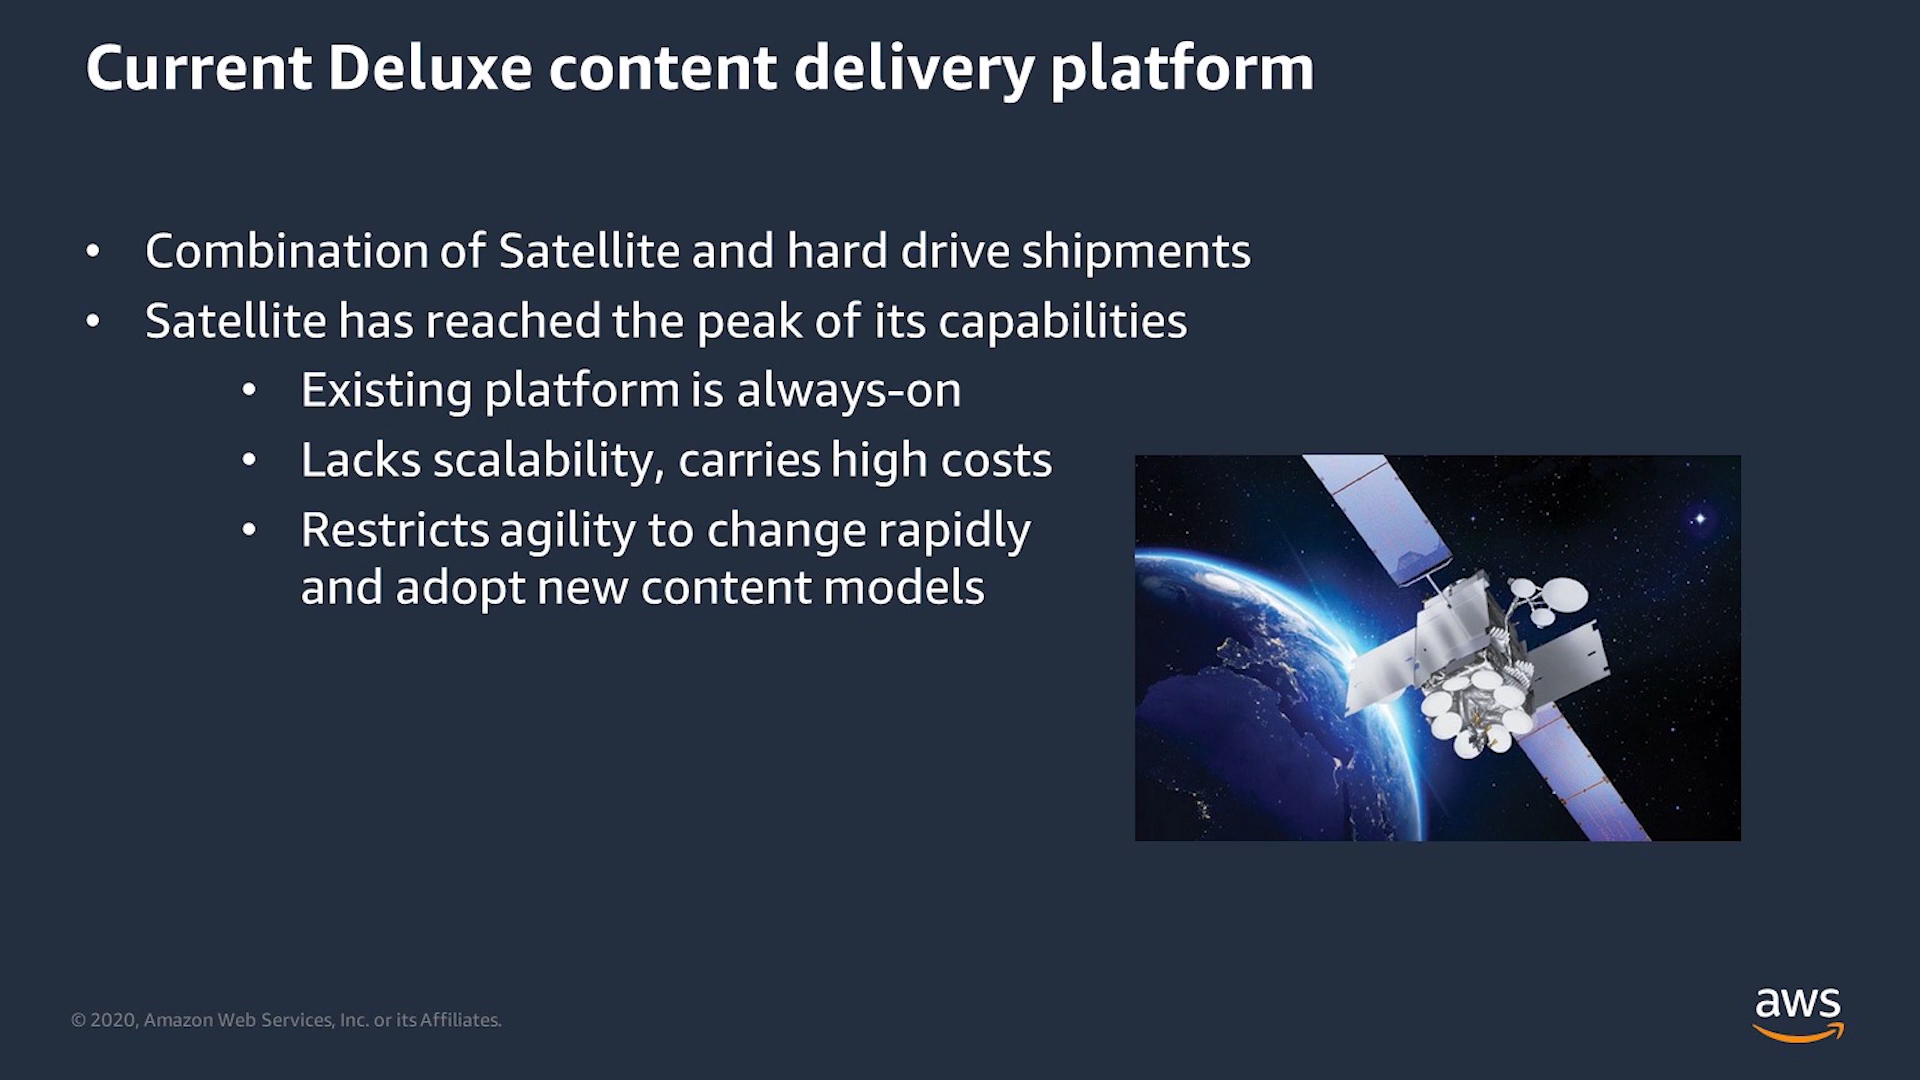 Current Deluxe content delivery platform
• Combination of Satellite and hard drive shipments
• Satellite has reached the peak of its capabilities
• Existing platform is always-on
• Lacks scalability, carries high costs
• Restricts agility to change rapidly
and adopt new content models
© 2020, Amazon Web Services, Inc. or its Affiliates.
aws